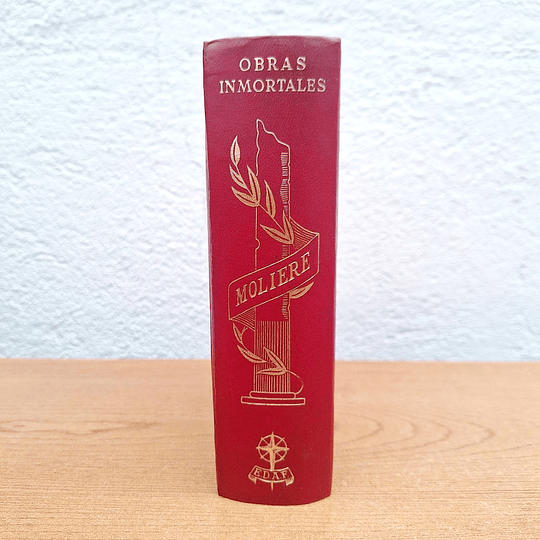 OBRAS
INMORTALES
MOLIERE
EDAF